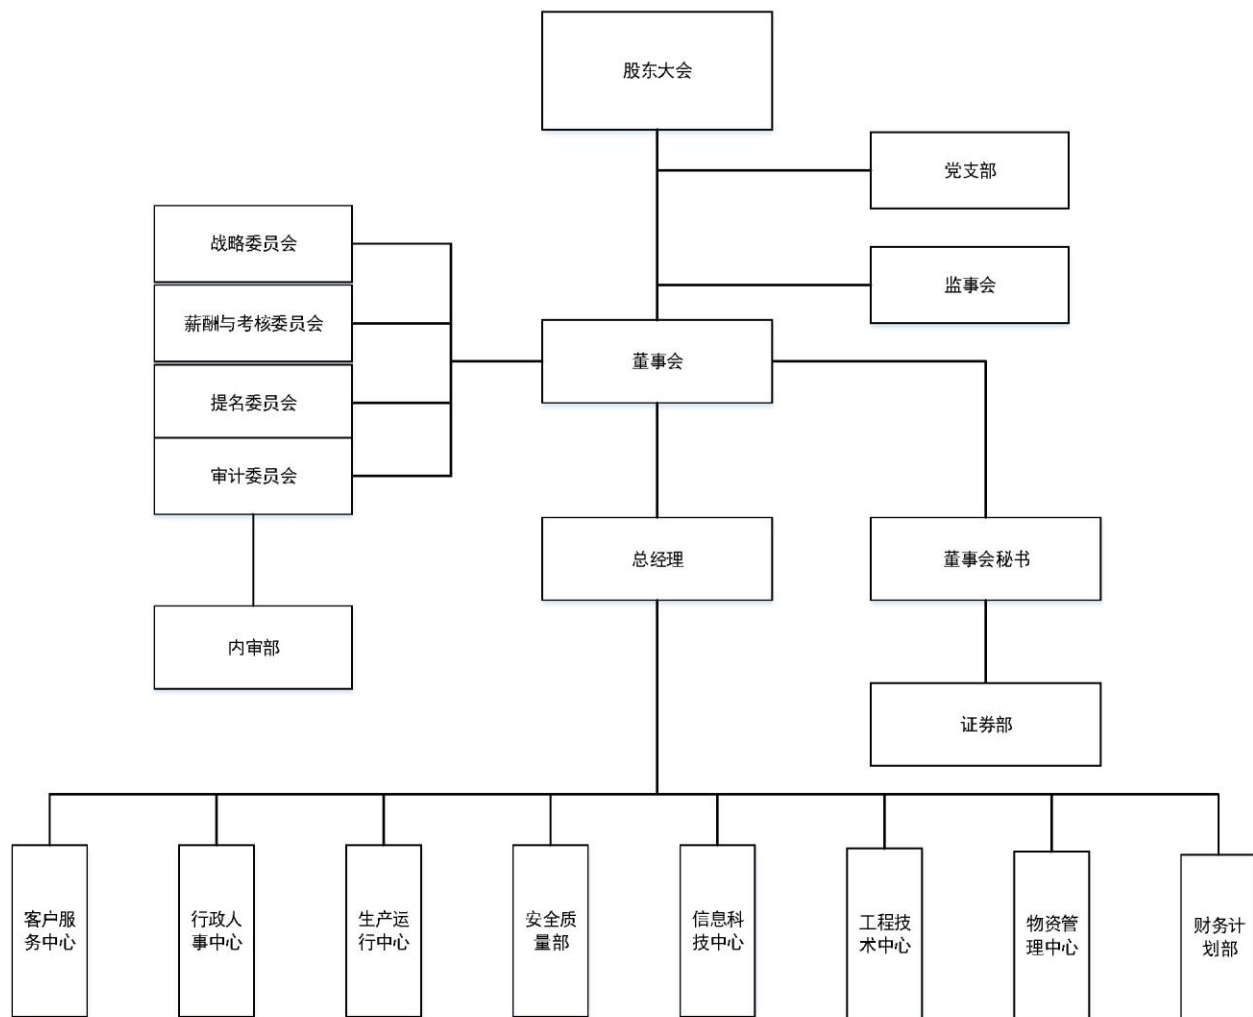 股东大会
党支部
战略委员会
监事会
薪酬与考核委员会
董事会
提名委员会
审计委员会
总经理
董事会秘书
内审部
证券部
客户服
务中心
行政人
事中心
生产运
行中心
安全质
量部
信息科
技中心
工程技
术中心
物资管
理中心
财务计
划部